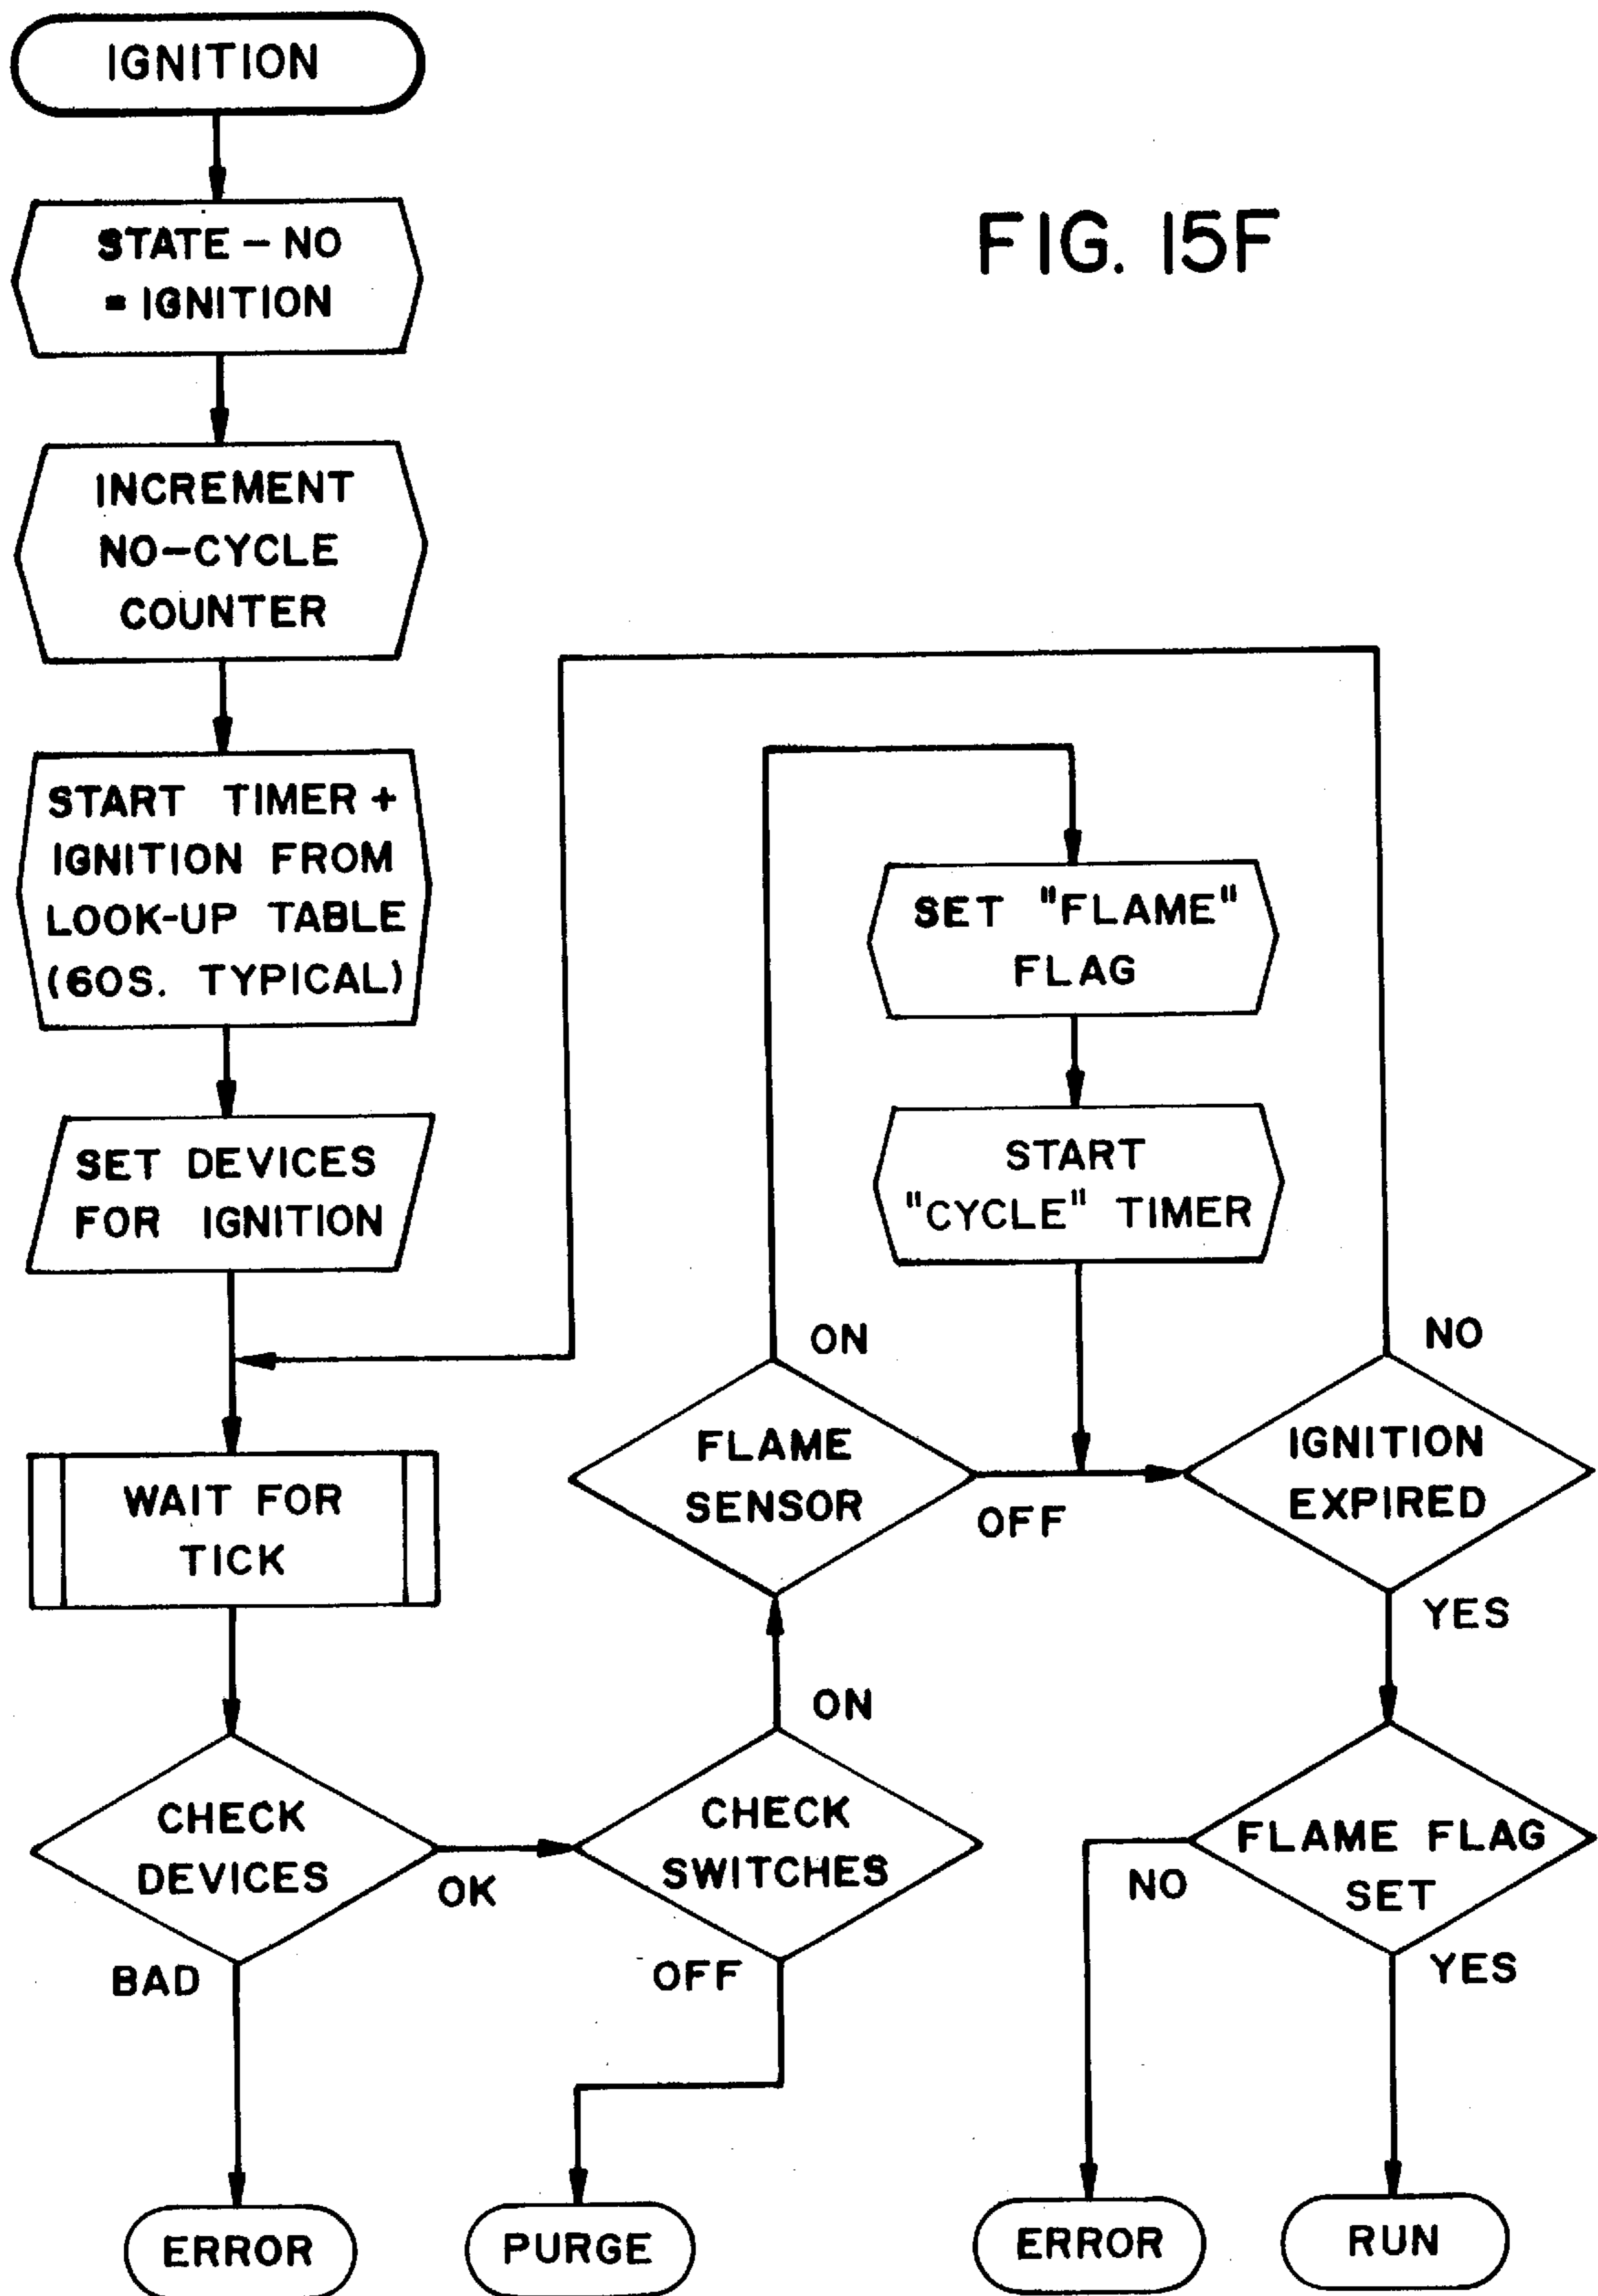 IGNITION
STATE - NO
= IGNITION
FIG. 15F
INCREMENT
NO-CYCLE
COUNTER
START TIMER +
IGNITION FROM
LOOK-UP TABLE
(60S. TYPICAL)
SET DEVICES
FOR IGNITION
SET "FLAME"
FLAG
START
"CYCLE" TIMER
WAIT FOR
TICK
ON
FLAME
SENSOR
OFF
NO
IGNITION
EXPIRED
YES
CHECK
DEVICES
OK
BAD
ON
CHECK
SWITCHES
OFF
FLAME FLAG
SET
NO
YES
ERROR
PURGE
ERROR
RUN